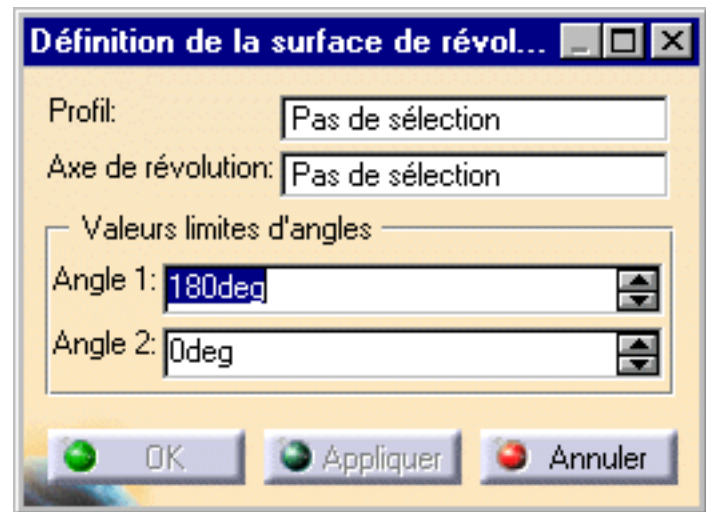 Définition de la surface de révol...
Profil: Pas de sélection
Axe de révolution: Pas de sélection
Valeurs limites d'angles
Angle 1: 180deg
Angle 2: 0deg
OK Appliquer Annuler